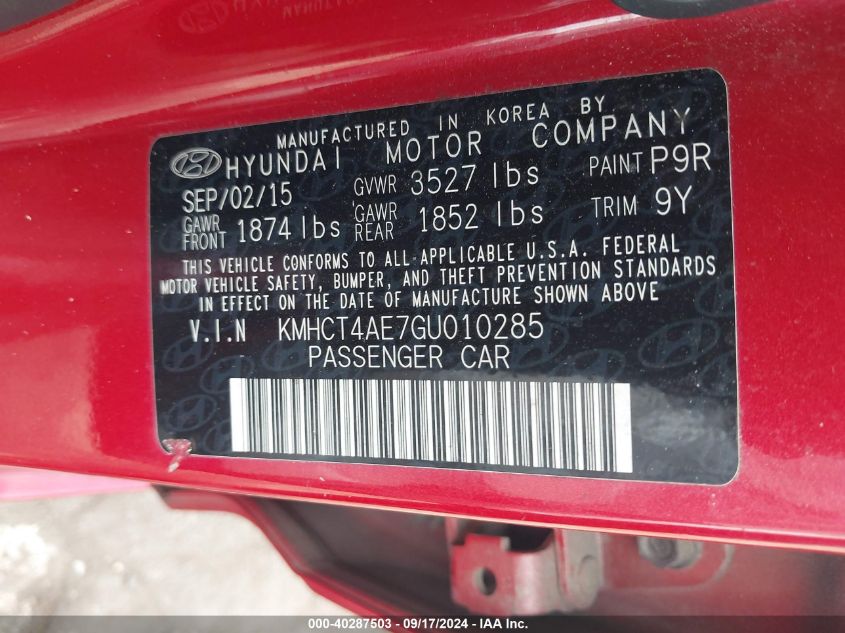 MANUFACTURED IN KOREA BY
HYUNDAI MOTOR COMPANY
SEP/02/15 GVWR 3527 lbs PAINT P9R
GAWR FRONT 1874 lbs GAWR REAR 1852 lbs TRIM 9Y
THIS VEHICLE CONFORMS TO ALL APPLICABLE U.S.A. FEDERAL
MOTOR VEHICLE SAFETY, BUMPER, AND THEFT PREVENTION STANDARDS
IN EFFECT ON THE DATE OF MANUFACTURE SHOWN ABOVE
V.I.N KMHCT4AE7GU010285
PASSENGER CAR
000-40287503 - 09/17/2024 - IAAI.com